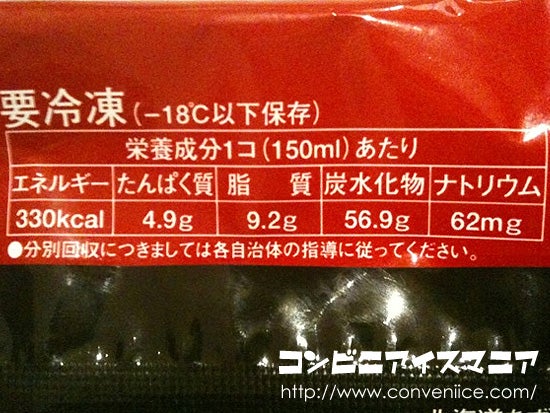 要冷凍(−18℃以下保存)
栄養成分1コ(150ml)あたり
エネルギー たんぱく質 脂 質 炭水化物 ナトリウム
330kcal 4.9g 9.2g 56.9g 62mg
●分別回収につきましては各自治体の指導に従ってください。
コンビニアイスマニア
http://www.conveniice.com/